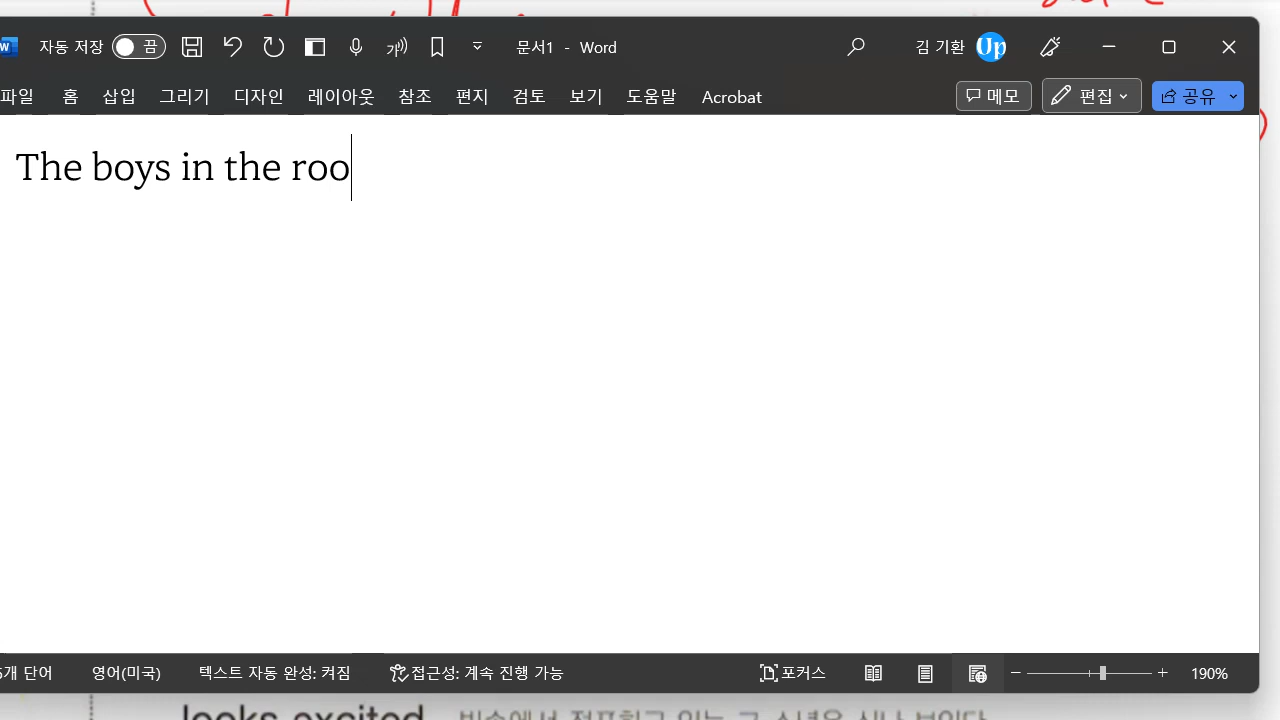 자동 저장 끔 문서1 - Word 김 기환 Up
파일 홈 삽입 그리기 디자인 레이아웃 참조 편지 검토 보기 도움말 Acrobat 메모 편집 공유
The boys in the roo
5개 단어 영어(미국) 텍스트 자동 완성: 켜짐 접근성: 계속 진행 가능 포커스 190%
looks excited